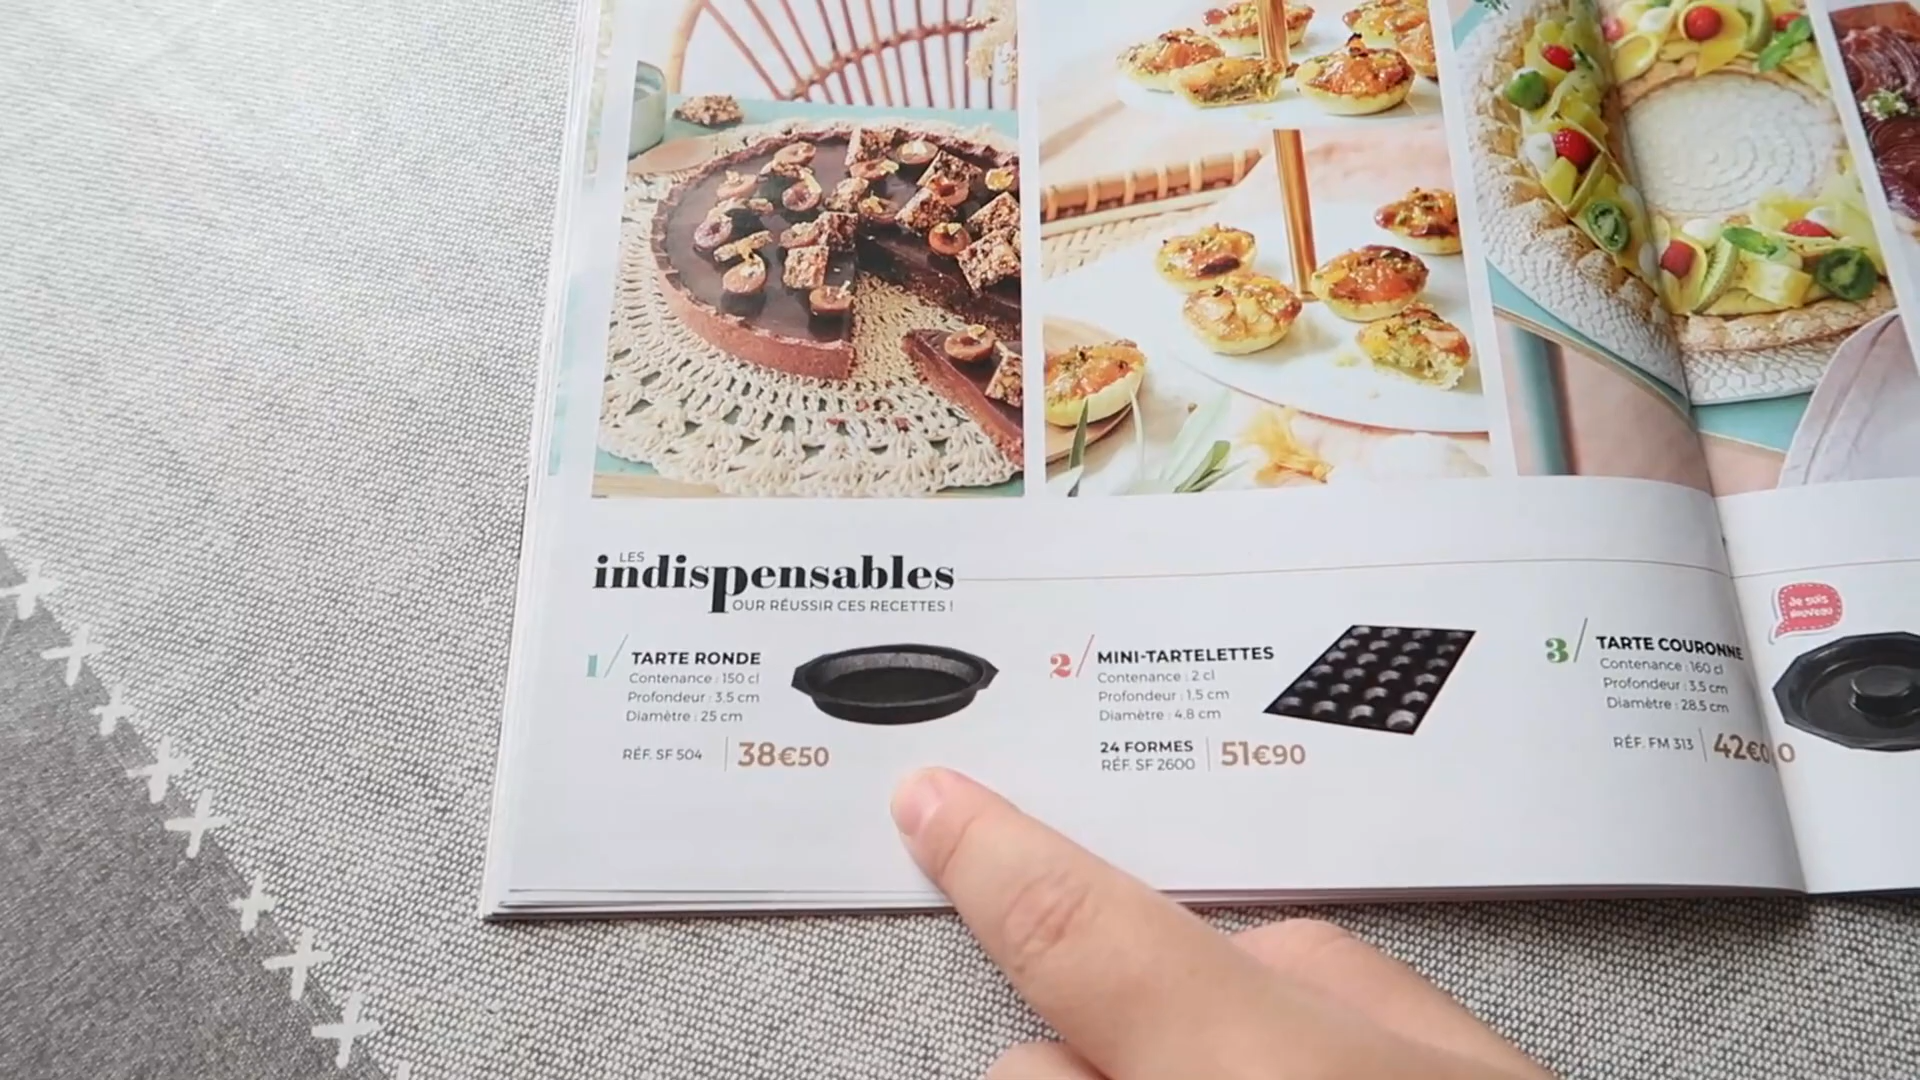 LES
indispensables
OUR RÉUSSIR CES RECETTES !
1/ TARTE RONDE
Contenance : 150 cl
Profondeur : 3,5 cm
Diamètre : 25 cm
RÉF. SF 504 | 38€50
2/ MINI-TARTELETTES
Contenance : 2 cl
Profondeur : 1,5 cm
Diamètre : 4,8 cm
24 FORMES
RÉF. SF 2600 | 51€90
3/ TARTE COURONNE
Contenance : 160 cl
Profondeur : 3,5 cm
Diamètre : 28,5 cm
RÉF. FM 313
Je suis
nouveau